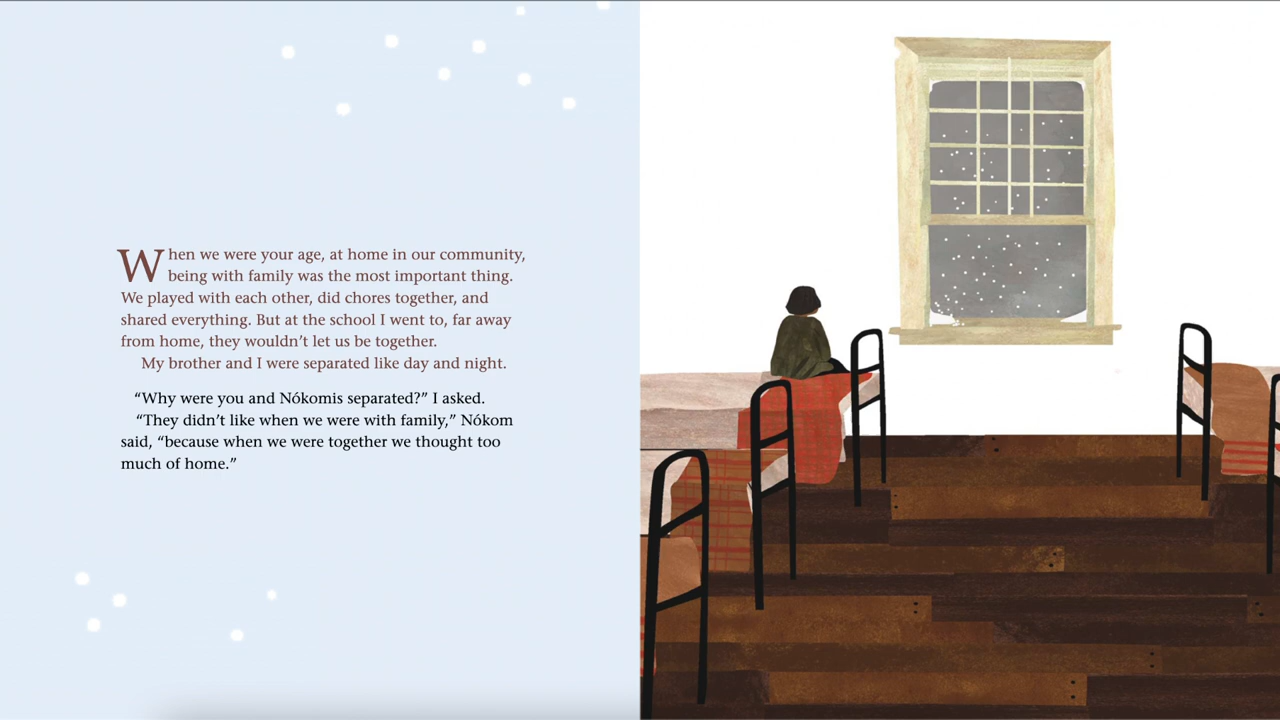 When we were your age, at home in our community,
being with family was the most important thing.
We played with each other, did chores together, and
shared everything. But at the school I went to, far away
from home, they wouldn’t let us be together.
My brother and I were separated like day and night.
“Why were you and Nókomis separated?” I asked.
“They didn’t like when we were with family,” Nókom
said, “because when we were together we thought too
much of home.”